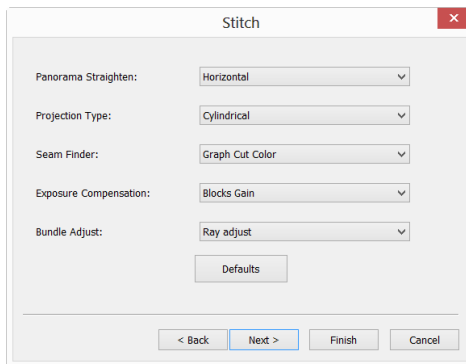 Stitch
Panorama Straighten: Horizontal
Projection Type: Cylindrical
Seam Finder: Graph Cut Color
Exposure Compensation: Blocks Gain
Bundle Adjust: Ray adjust
Defaults
< Back Next > Finish Cancel